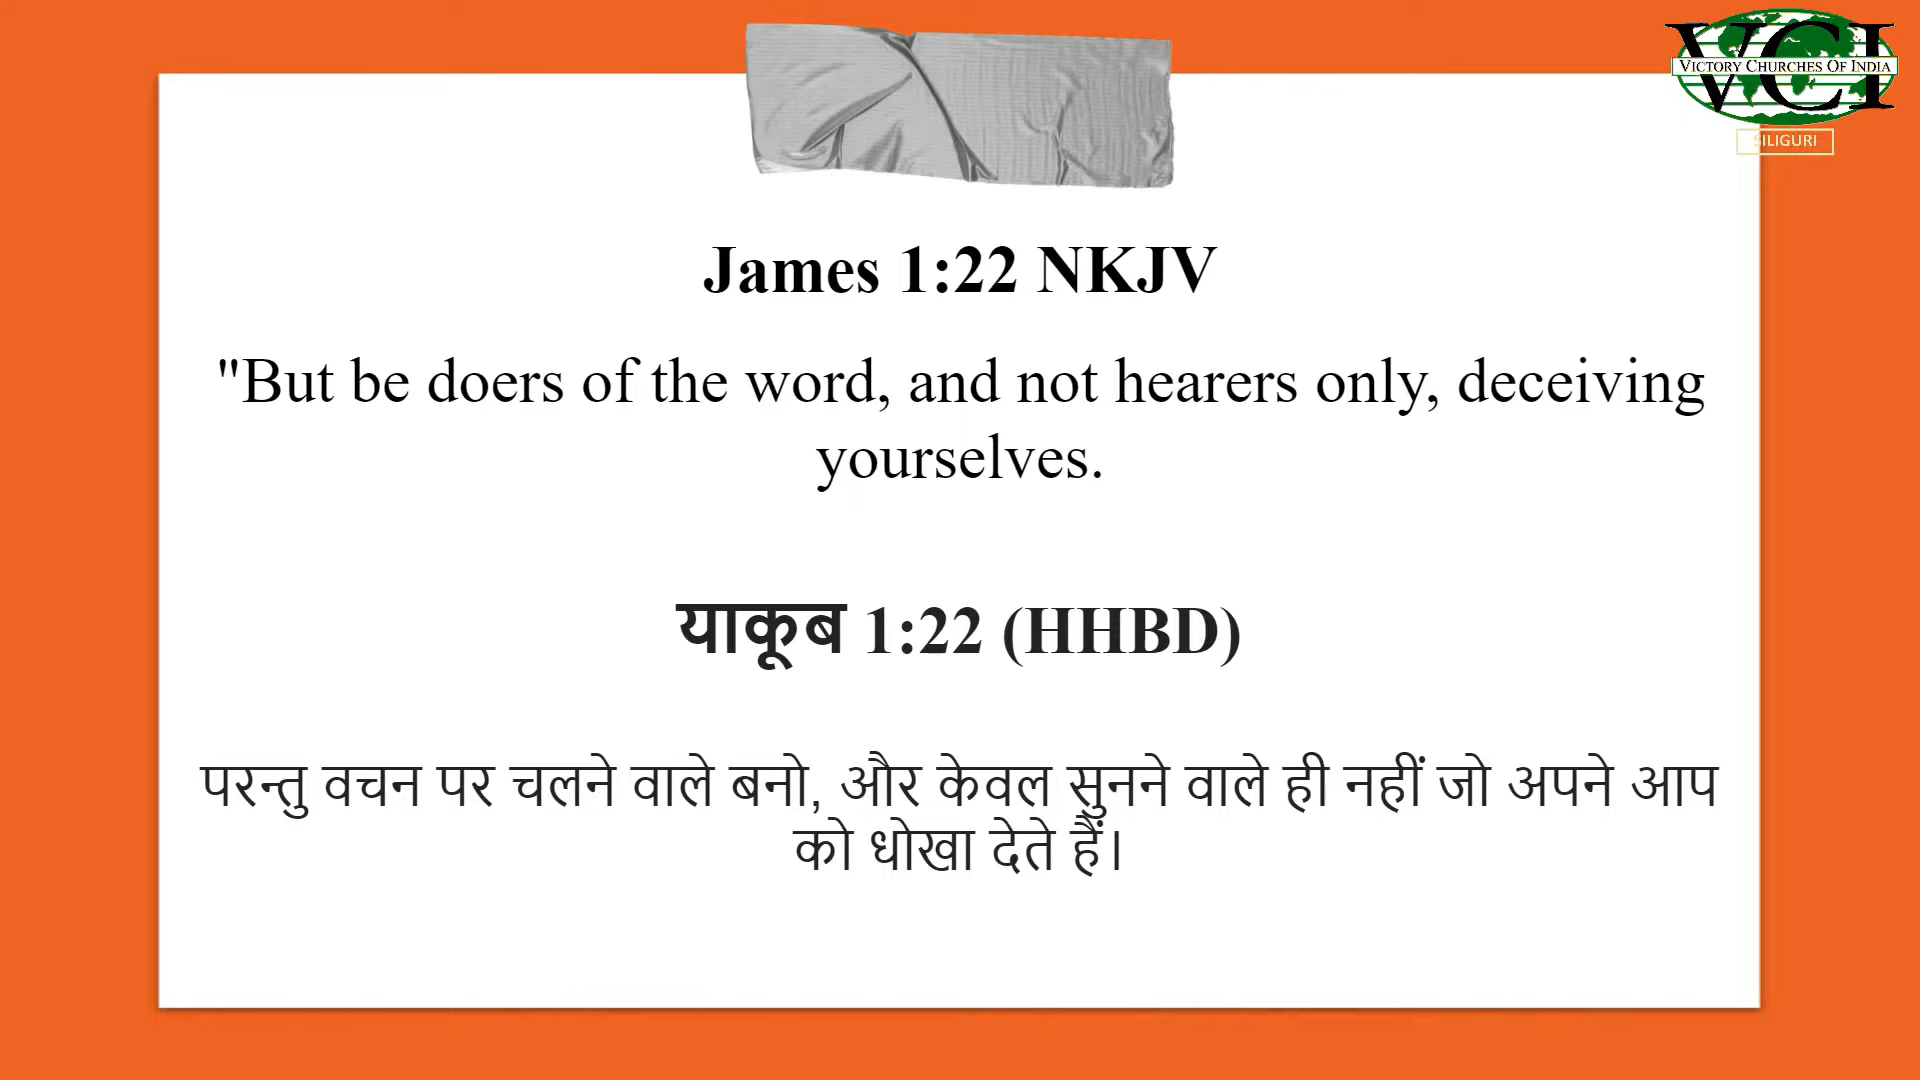 VCI
VICTORY CHURCHES OF INDIA
SILIGURI
James 1:22 NKJV
"But be doers of the word, and not hearers only, deceiving
yourselves.
याकूब 1:22 (HHBD)
परन्तु वचन पर चलने वाले बनो, और केवल सुनने वाले ही नहीं जो अपने आप
को धोखा देते हैं।